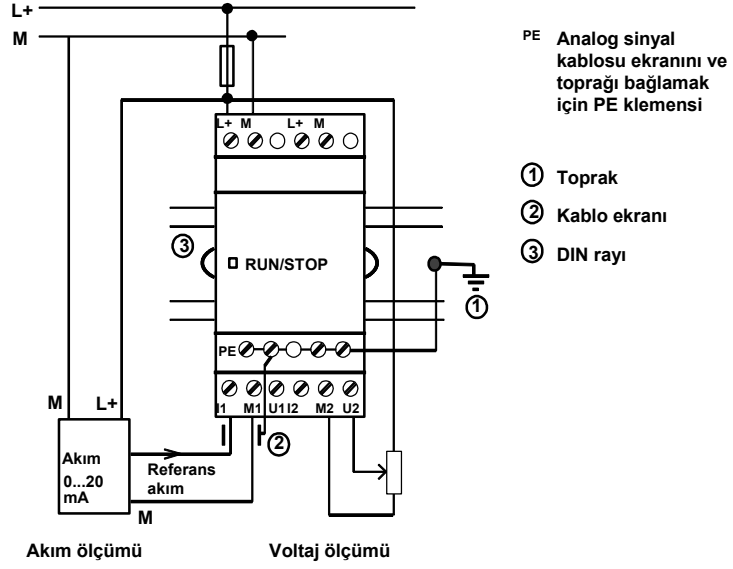 L+
M
PE Analog sinyal
kablosu ekranını ve
toprağı bağlamak
için PE klemensi
① Toprak
② Kablo ekranı
③ DIN rayı
L+ M L+ M
③
RUN/STOP
①
PE
I1 M1 U1 I2 M2 U2
M L+
②
Akım
0...20
mA
Referans
akım
M
Akım ölçümü
Voltaj ölçümü